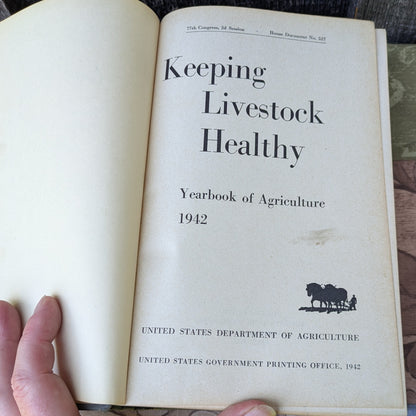 77th Congress, 2d Session - House Document No. 527
Keeping
Livestock
Healthy
Yearbook of Agriculture
1942
UNITED STATES DEPARTMENT OF AGRICULTURE
UNITED STATES GOVERNMENT PRINTING OFFICE, 1942